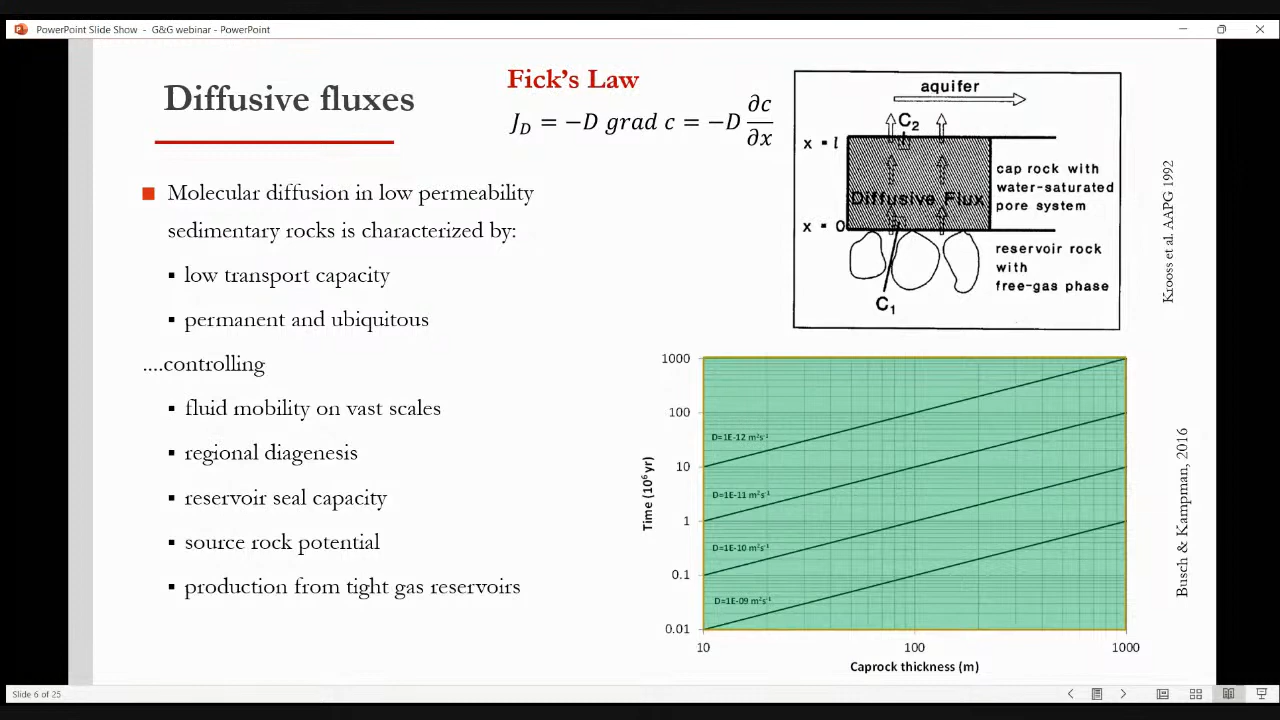 PowerPoint Slide Show - G&G webinar - PowerPoint
Diffusive fluxes
Fick's Law
J_D = −D grad c = −D ∂c/∂x
Molecular diffusion in low permeability
sedimentary rocks is characterized by:
low transport capacity
permanent and ubiquitous
....controlling
fluid mobility on vast scales
regional diagenesis
reservoir seal capacity
source rock potential
production from tight gas reservoirs
aquifer
C₂
x = l
cap rock with
water-saturated
pore system
Diffusive Flux
x = 0
reservoir rock
with
free-gas phase
C₁
Krooss et al. AAPG 1992
1000
100
10
1
0.1
0.01
Time (10⁶ yr)
D=1E-12 m²s⁻¹
D=1E-11 m²s⁻¹
D=1E-10 m²s⁻¹
D=1E-09 m²s⁻¹
10
100
1000
Caprock thickness (m)
Busch & Kampman, 2016
Slide 6 of 25